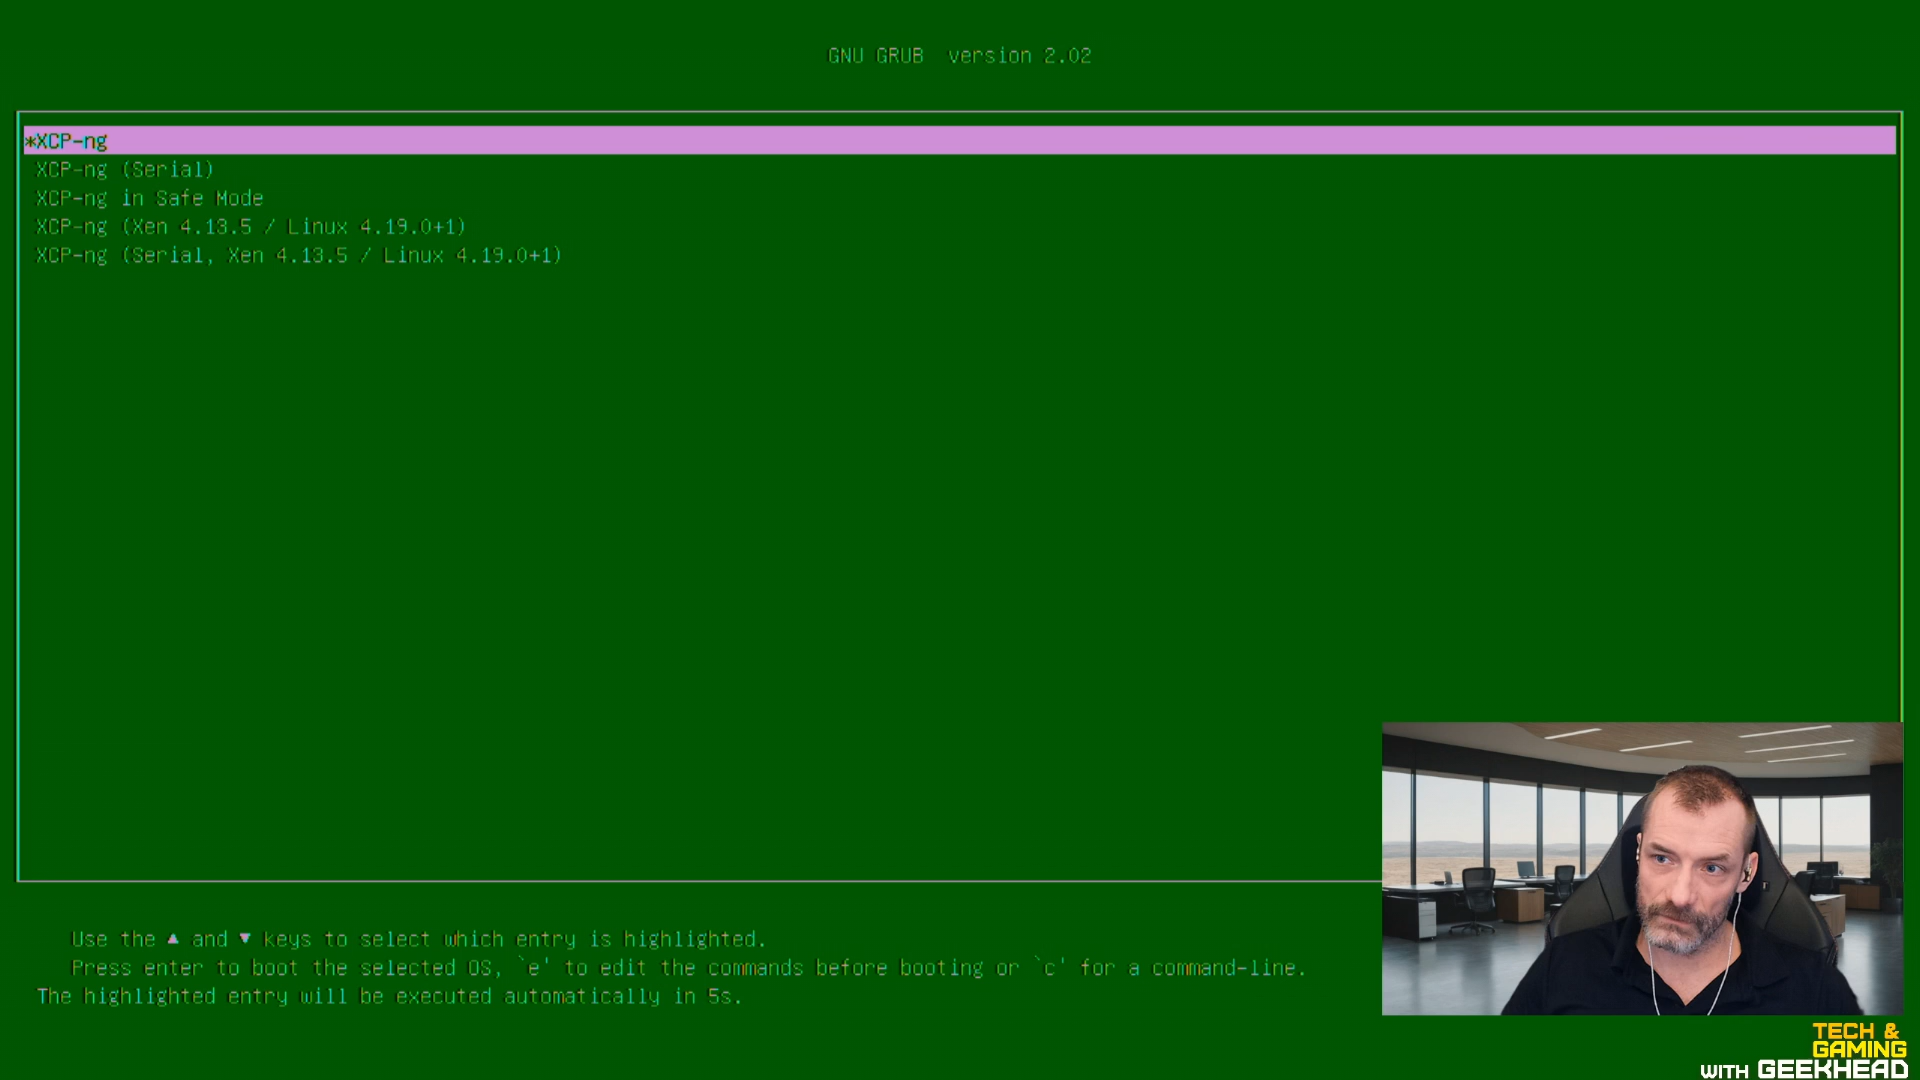 GNU GRUB  version 2.02
*XCP-ng
XCP-ng (Serial)
XCP-ng in Safe Mode
XCP-ng (Xen 4.13.5 / Linux 4.19.0+1)
XCP-ng (Serial, Xen 4.13.5 / Linux 4.19.0+1)
Use the ▲ and ▼ keys to select which entry is highlighted.
Press enter to boot the selected OS, `e' to edit the commands before booting or `c' for a command-line.
The highlighted entry will be executed automatically in 5s.
TECH &
GAMING
WITH GEEKHEAD